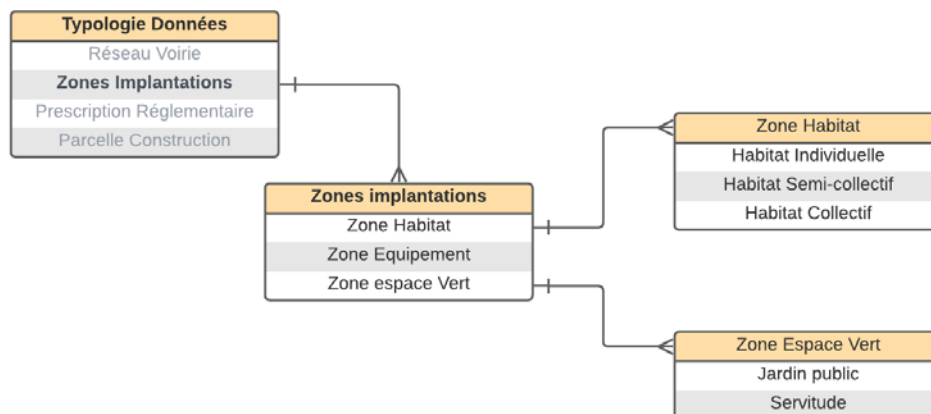 Typologie Données
Réseau Voirie
Zones Implantations
Prescription Réglementaire
Parcelle Construction
Zones implantations
Zone Habitat
Zone Equipement
Zone espace Vert
Zone Habitat
Habitat Individuelle
Habitat Semi-collectif
Habitat Collectif
Zone Espace Vert
Jardin public
Servitude